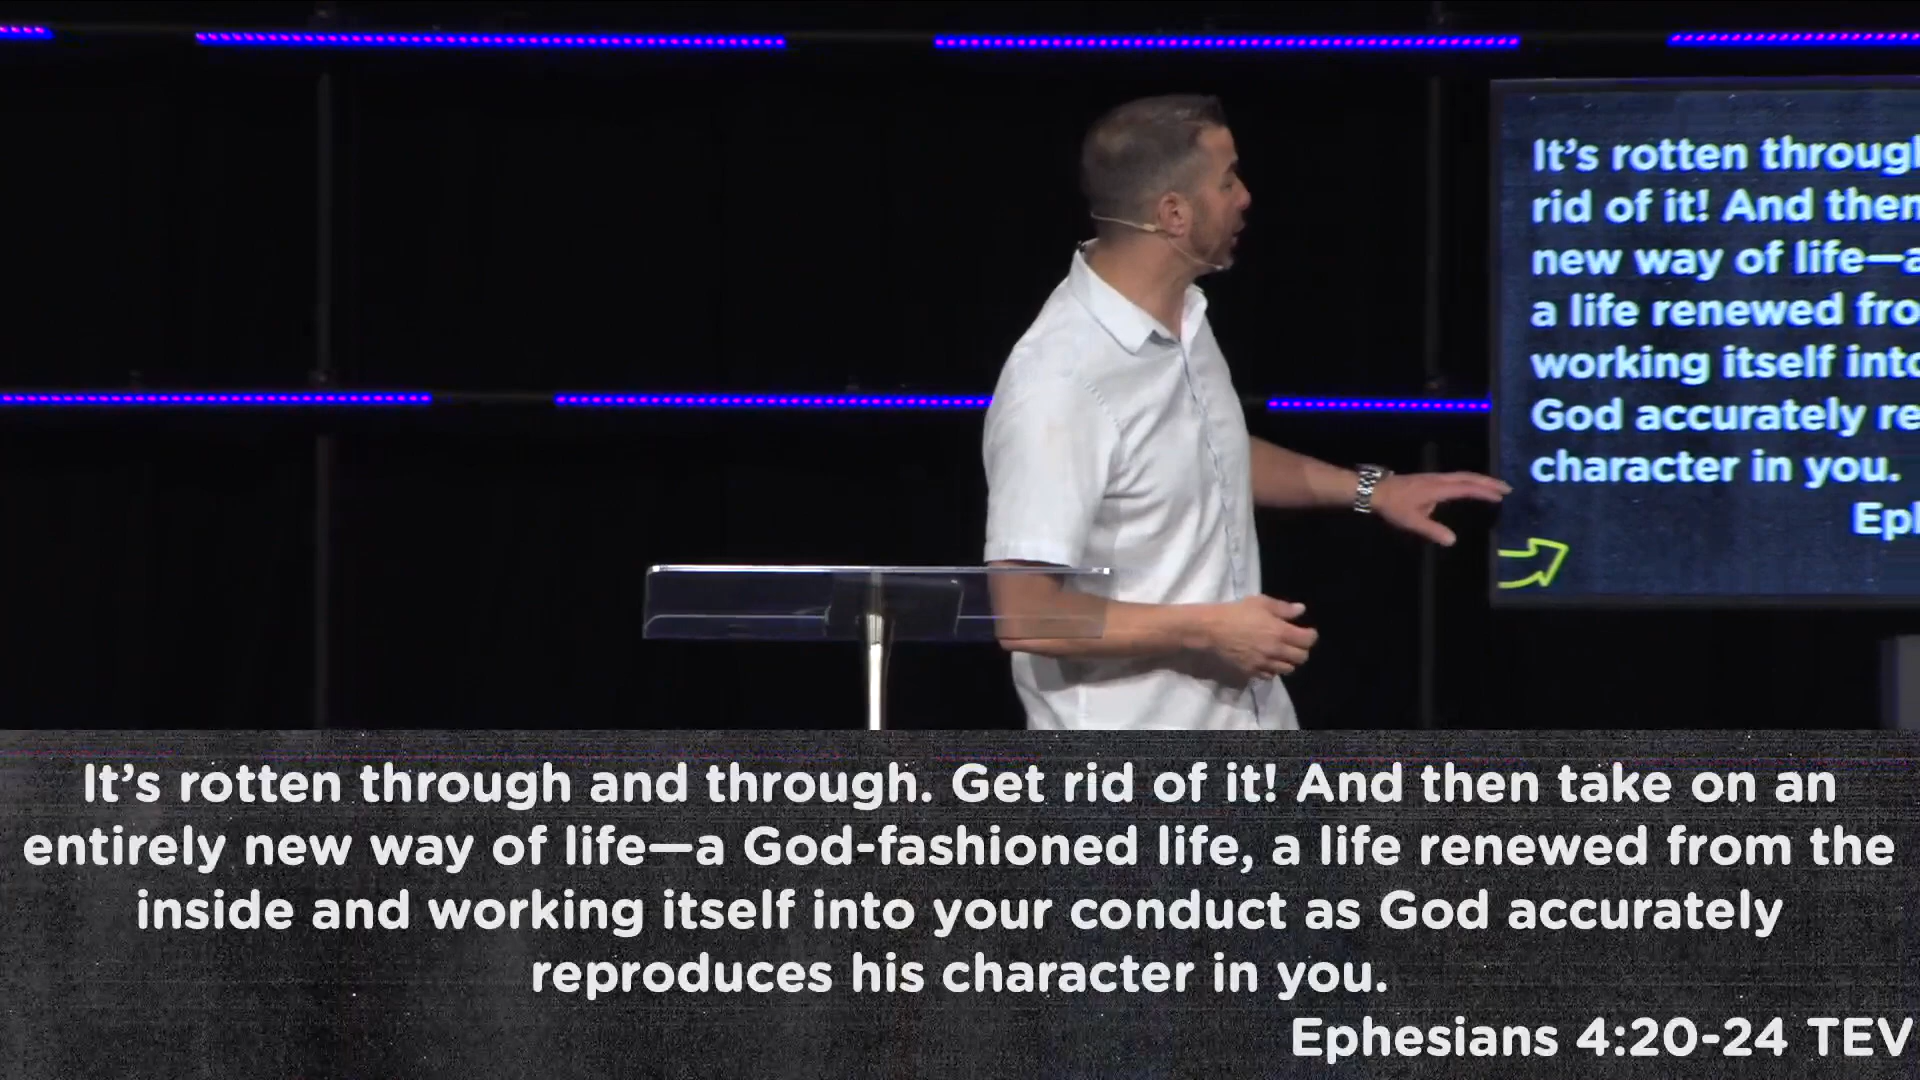 It's rotten through
rid of it! And then
new way of life—a
a life renewed fro
working itself into
God accurately re
character in you.
Eph
It's rotten through and through. Get rid of it! And then take on an
entirely new way of life—a God-fashioned life, a life renewed from the
inside and working itself into your conduct as God accurately
reproduces his character in you.
Ephesians 4:20-24 TEV